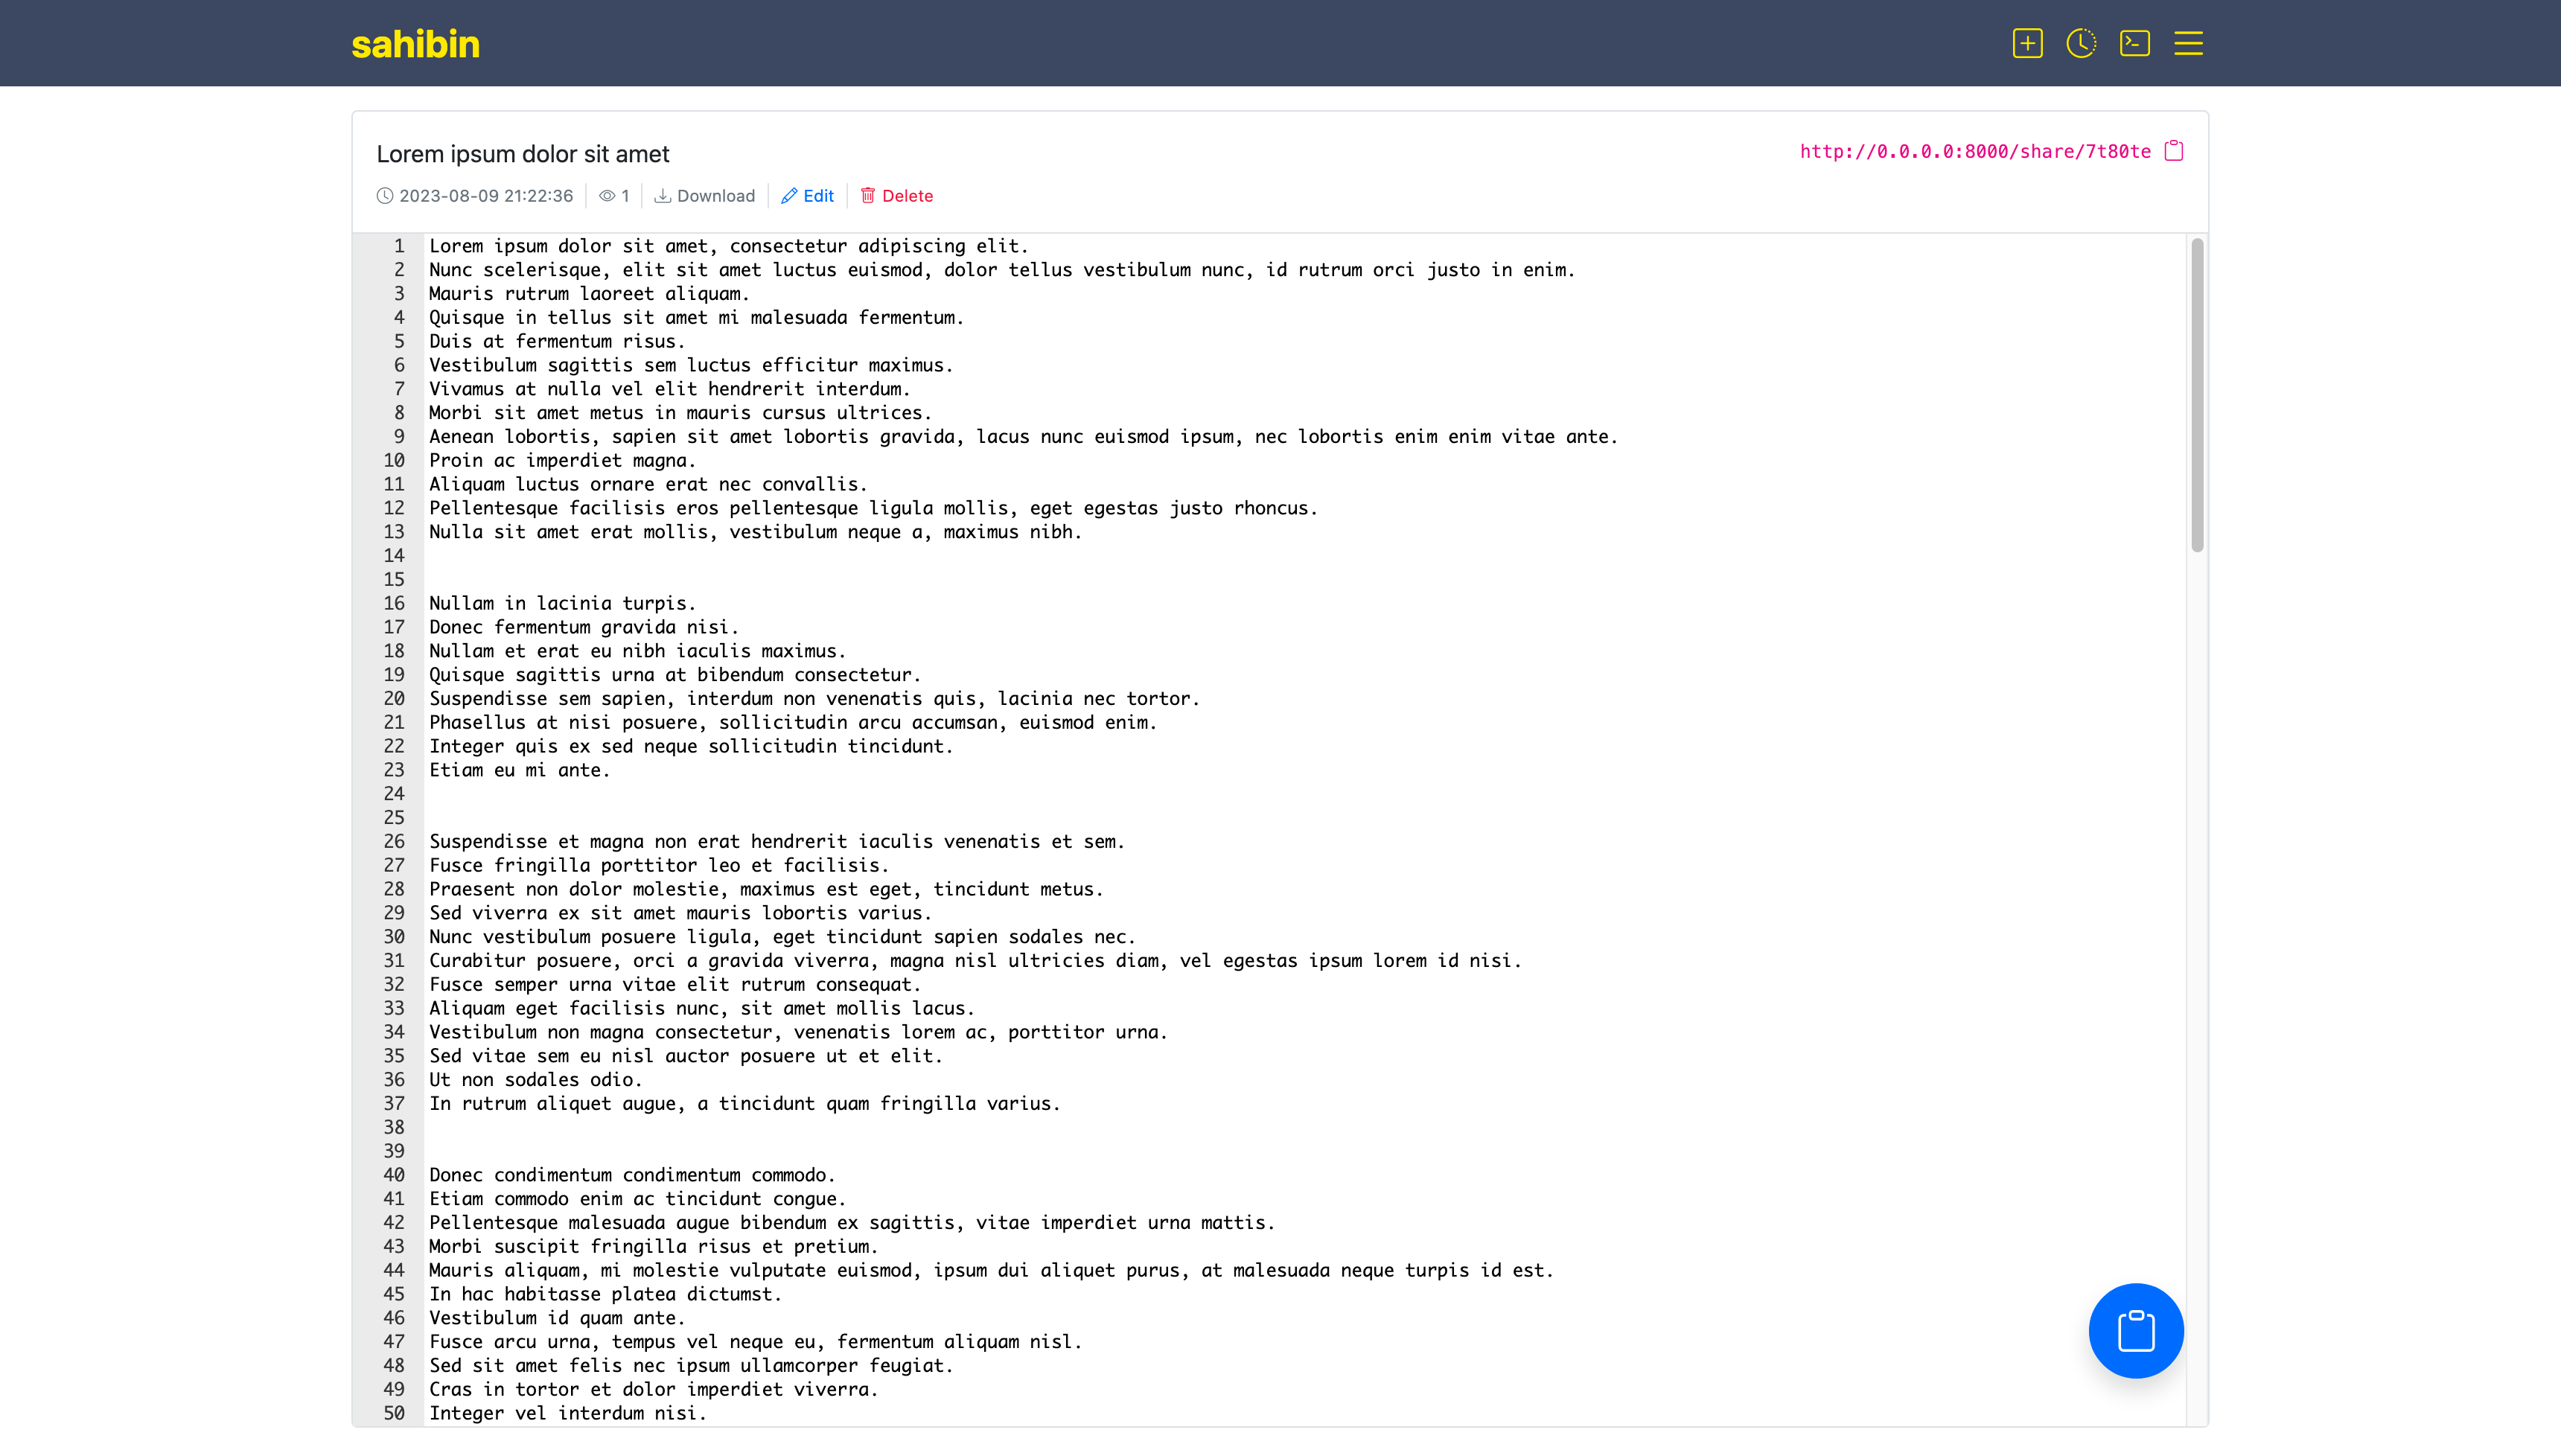 sahibin
Lorem ipsum dolor sit amet
http://0.0.0.0:8000/share/7t80te
2023-08-09 21:22:36 1 Download Edit Delete
1 Lorem ipsum dolor sit amet, consectetur adipiscing elit.
2 Nunc scelerisque, elit sit amet luctus euismod, dolor tellus vestibulum nunc, id rutrum orci justo in enim.
3 Mauris rutrum laoreet aliquam.
4 Quisque in tellus sit amet mi malesuada fermentum.
5 Duis at fermentum risus.
6 Vestibulum sagittis sem luctus efficitur maximus.
7 Vivamus at nulla vel elit hendrerit interdum.
8 Morbi sit amet metus in mauris cursus ultrices.
9 Aenean lobortis, sapien sit amet lobortis gravida, lacus nunc euismod ipsum, nec lobortis enim enim vitae ante.
10 Proin ac imperdiet magna.
11 Aliquam luctus ornare erat nec convallis.
12 Pellentesque facilisis eros pellentesque ligula mollis, eget egestas justo rhoncus.
13 Nulla sit amet erat mollis, vestibulum neque a, maximus nibh.
14
15
16 Nullam in lacinia turpis.
17 Donec fermentum gravida nisi.
18 Nullam et erat eu nibh iaculis maximus.
19 Quisque sagittis urna at bibendum consectetur.
20 Suspendisse sem sapien, interdum non venenatis quis, lacinia nec tortor.
21 Phasellus at nisi posuere, sollicitudin arcu accumsan, euismod enim.
22 Integer quis ex sed neque sollicitudin tincidunt.
23 Etiam eu mi ante.
24
25
26 Suspendisse et magna non erat hendrerit iaculis venenatis et sem.
27 Fusce fringilla porttitor leo et facilisis.
28 Praesent non dolor molestie, maximus est eget, tincidunt metus.
29 Sed viverra ex sit amet mauris lobortis varius.
30 Nunc vestibulum posuere ligula, eget tincidunt sapien sodales nec.
31 Curabitur posuere, orci a gravida viverra, magna nisl ultricies diam, vel egestas ipsum lorem id nisi.
32 Fusce semper urna vitae elit rutrum consequat.
33 Aliquam eget facilisis nunc, sit amet mollis lacus.
34 Vestibulum non magna consectetur, venenatis lorem ac, porttitor urna.
35 Sed vitae sem eu nisl auctor posuere ut et elit.
36 Ut non sodales odio.
37 In rutrum aliquet augue, a tincidunt quam fringilla varius.
38
39
40 Donec condimentum condimentum commodo.
41 Etiam commodo enim ac tincidunt congue.
42 Pellentesque malesuada augue bibendum ex sagittis, vitae imperdiet urna mattis.
43 Morbi suscipit fringilla risus et pretium.
44 Mauris aliquam, mi molestie vulputate euismod, ipsum dui aliquet purus, at malesuada neque turpis id est.
45 In hac habitasse platea dictumst.
46 Vestibulum id quam ante.
47 Fusce arcu urna, tempus vel neque eu, fermentum aliquam nisl.
48 Sed sit amet felis nec ipsum ullamcorper feugiat.
49 Cras in tortor et dolor imperdiet viverra.
50 Integer vel interdum nisi.